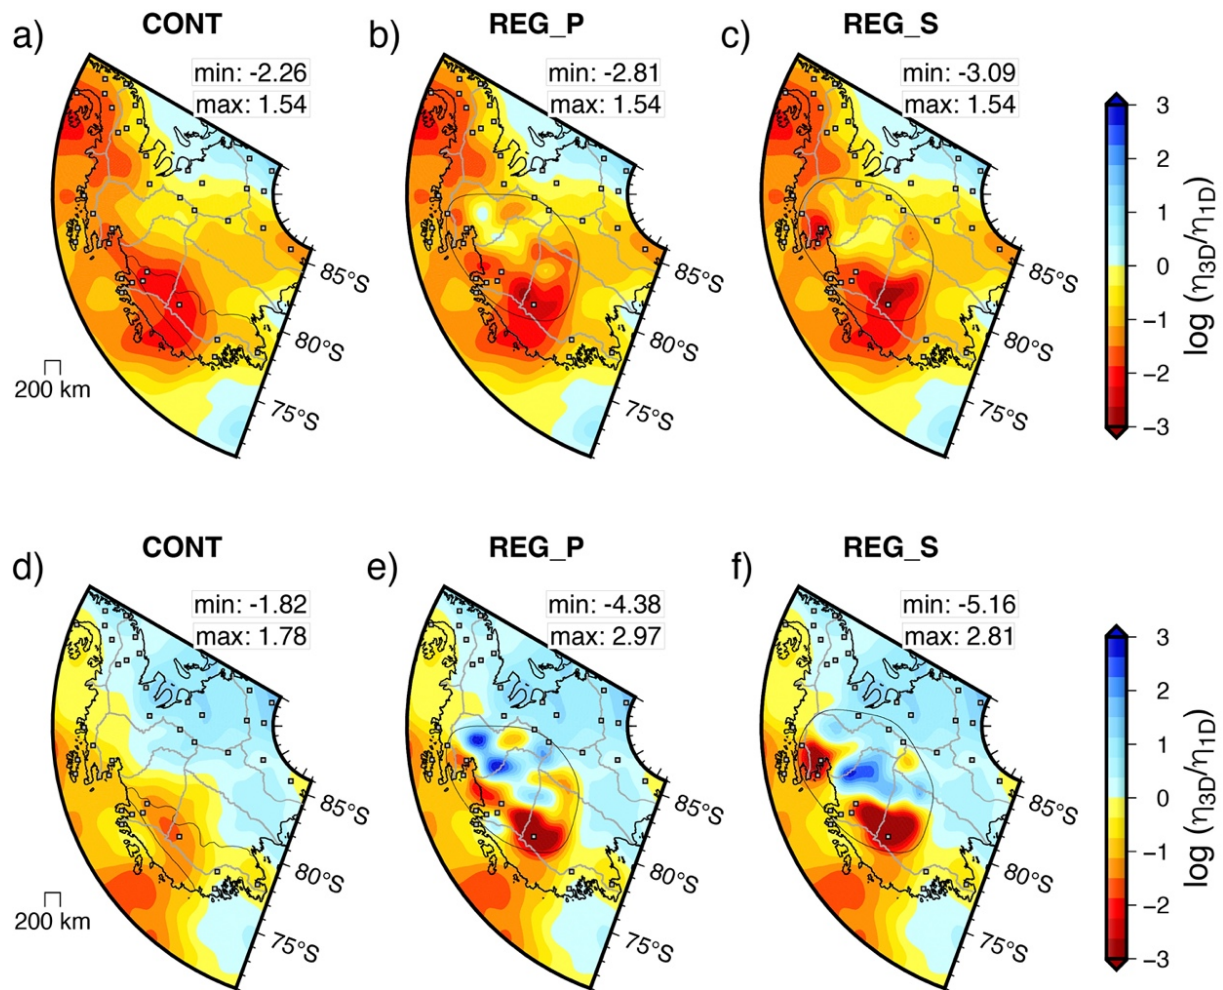 a) CONT
min: -2.26
max: 1.54
85°S
80°S
75°S
200 km
b) REG_P
min: -2.81
max: 1.54
85°S
80°S
75°S
c) REG_S
min: -3.09
max: 1.54
85°S
80°S
75°S
3
2
1
0
−1
−2
−3
log (η3D/η1D)
d) CONT
min: -1.82
max: 1.78
85°S
80°S
75°S
200 km
e) REG_P
min: -4.38
max: 2.97
85°S
80°S
75°S
f) REG_S
min: -5.16
max: 2.81
85°S
80°S
75°S
3
2
1
0
−1
−2
−3
log (η3D/η1D)